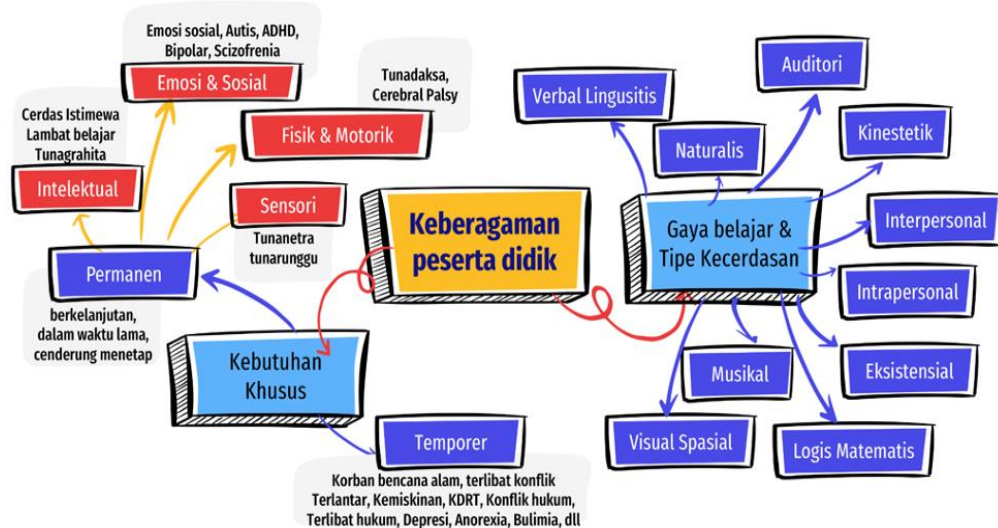 Emosi sosial, Autis, ADHD,
Bipolar, Scizofrenia
Emosi & Sosial
Tunadaksa,
Cerebral Palsy
Fisik & Motorik
Cerdas Istimewa
Lambat belajar
Tunagrahita
Intelektual
Sensori
Tunanetra
tunarunggu
Permanen
berkelanjutan,
dalam waktu lama,
cenderung menetap
Kebutuhan
Khusus
Temporer
Korban bencana alam, terlibat konflik
Terlantar, Kemiskinan, KDRT, Konflik hukum,
Terlibat hukum, Depresi, Anorexia, Bulimia, dll
Keberagaman
peserta didik
Gaya belajar &
Tipe Kecerdasan
Verbal Lingusitis
Naturalis
Auditori
Kinestetik
Interpersonal
Intrapersonal
Eksistensial
Musikal
Visual Spasial
Logis Matematis